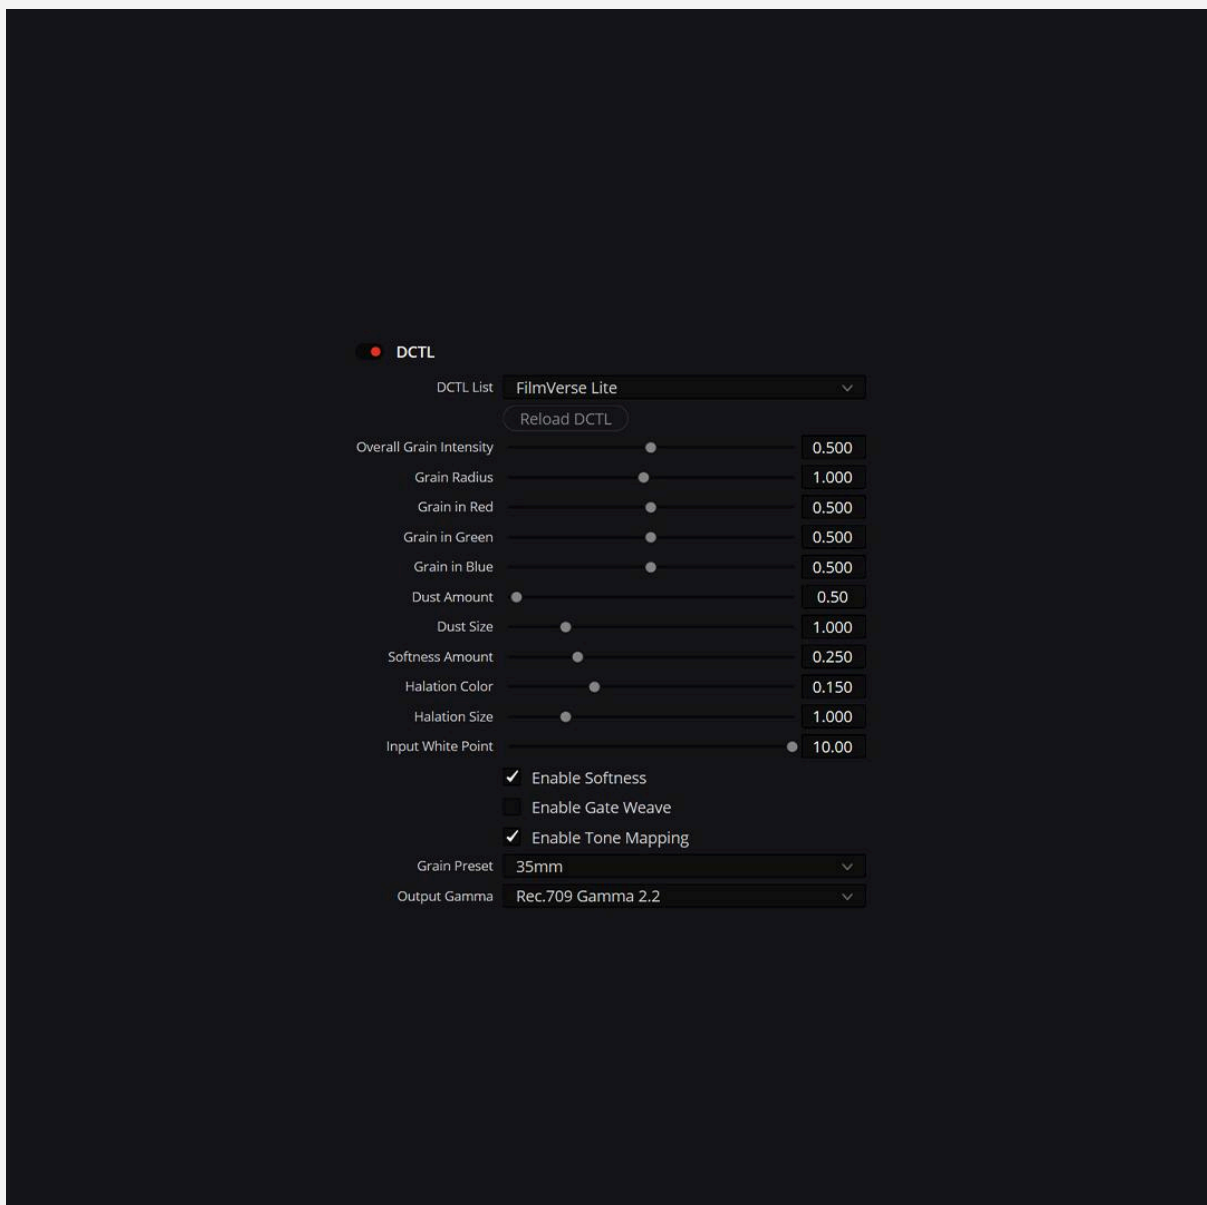 DCTL
DCTL List FilmVerse Lite
Reload DCTL
Overall Grain Intensity 0.500
Grain Radius 1.000
Grain in Red 0.500
Grain in Green 0.500
Grain in Blue 0.500
Dust Amount 0.50
Dust Size 1.000
Softness Amount 0.250
Halation Color 0.150
Halation Size 1.000
Input White Point 10.00
Enable Softness
Enable Gate Weave
Enable Tone Mapping
Grain Preset 35mm
Output Gamma Rec.709 Gamma 2.2